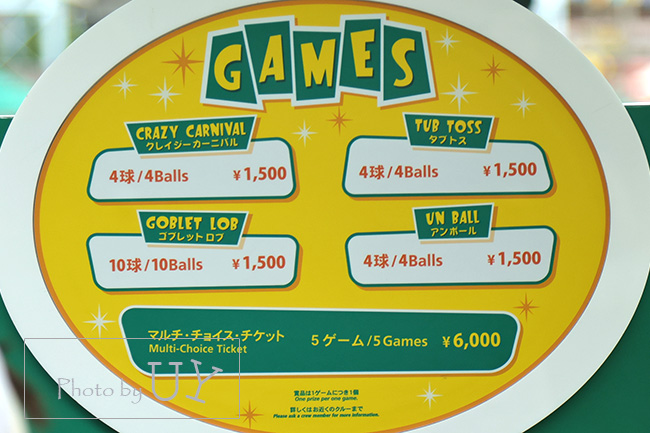 GAMES
CRAZY CARNIVAL
クレイジーカーニバル
4球/4Balls ¥1,500
TUB TOSS
タブトス
4球/4Balls ¥1,500
GOBLET LOB
ゴブレット ロブ
10球/10Balls ¥1,500
UN BALL
アンボール
4球/4Balls ¥1,500
マルチ・チョイス・チケット
Multi-Choice Ticket
5ゲーム/5Games ¥6,000
賞品は1ゲームにつき1個
One prize per one game.
詳しくはお近くのクルーまで
Please ask a crew member for more information.
Photo by UY